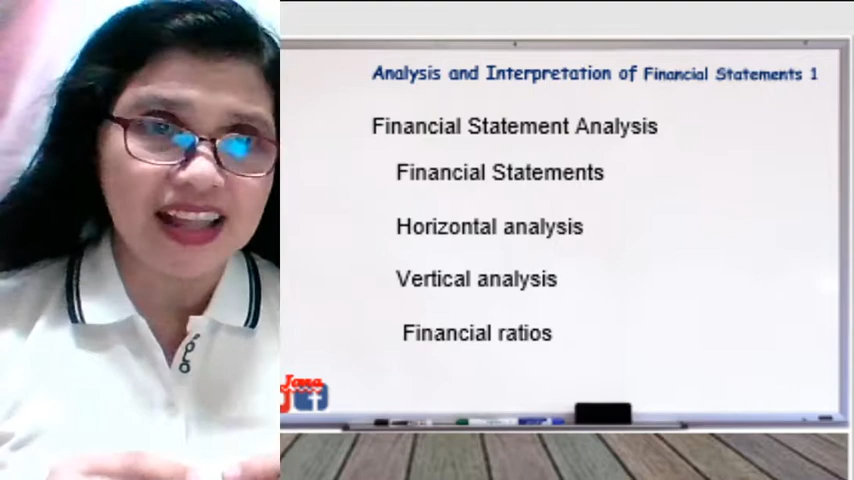 Analysis and Interpretation of Financial Statements 1
Financial Statement Analysis
Financial Statements
Horizontal analysis
Vertical analysis
Financial ratios